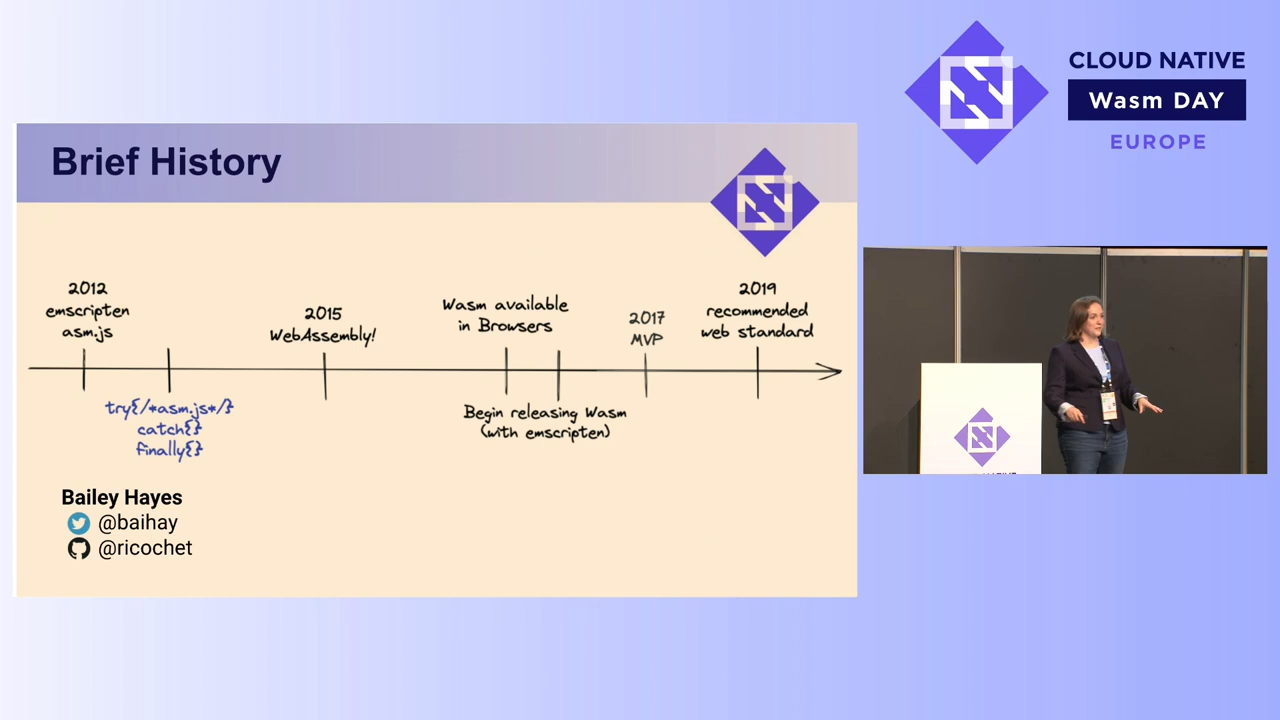 CLOUD NATIVE
Wasm DAY
EUROPE
Brief History
2012
emscripten
asm.js
try{/*asm.js*/}
catch{}
finally{}
2015
WebAssembly!
Wasm available
in Browsers
Begin releasing Wasm
(with emscripten)
2017
MVP
2019
recommended
web standard
Bailey Hayes
@baihay
@ricochet